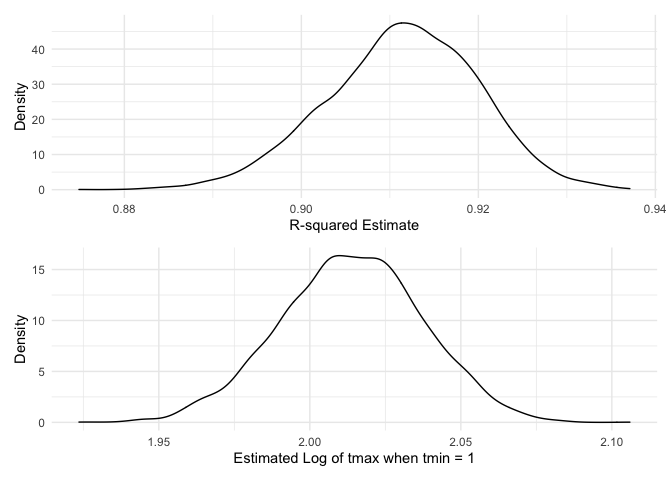 Density
40
30
20
10
0
0.88 0.90 0.92 0.94
R-squared Estimate
Density
15
10
5
0
1.95 2.00 2.05 2.10
Estimated Log of tmax when tmin = 1